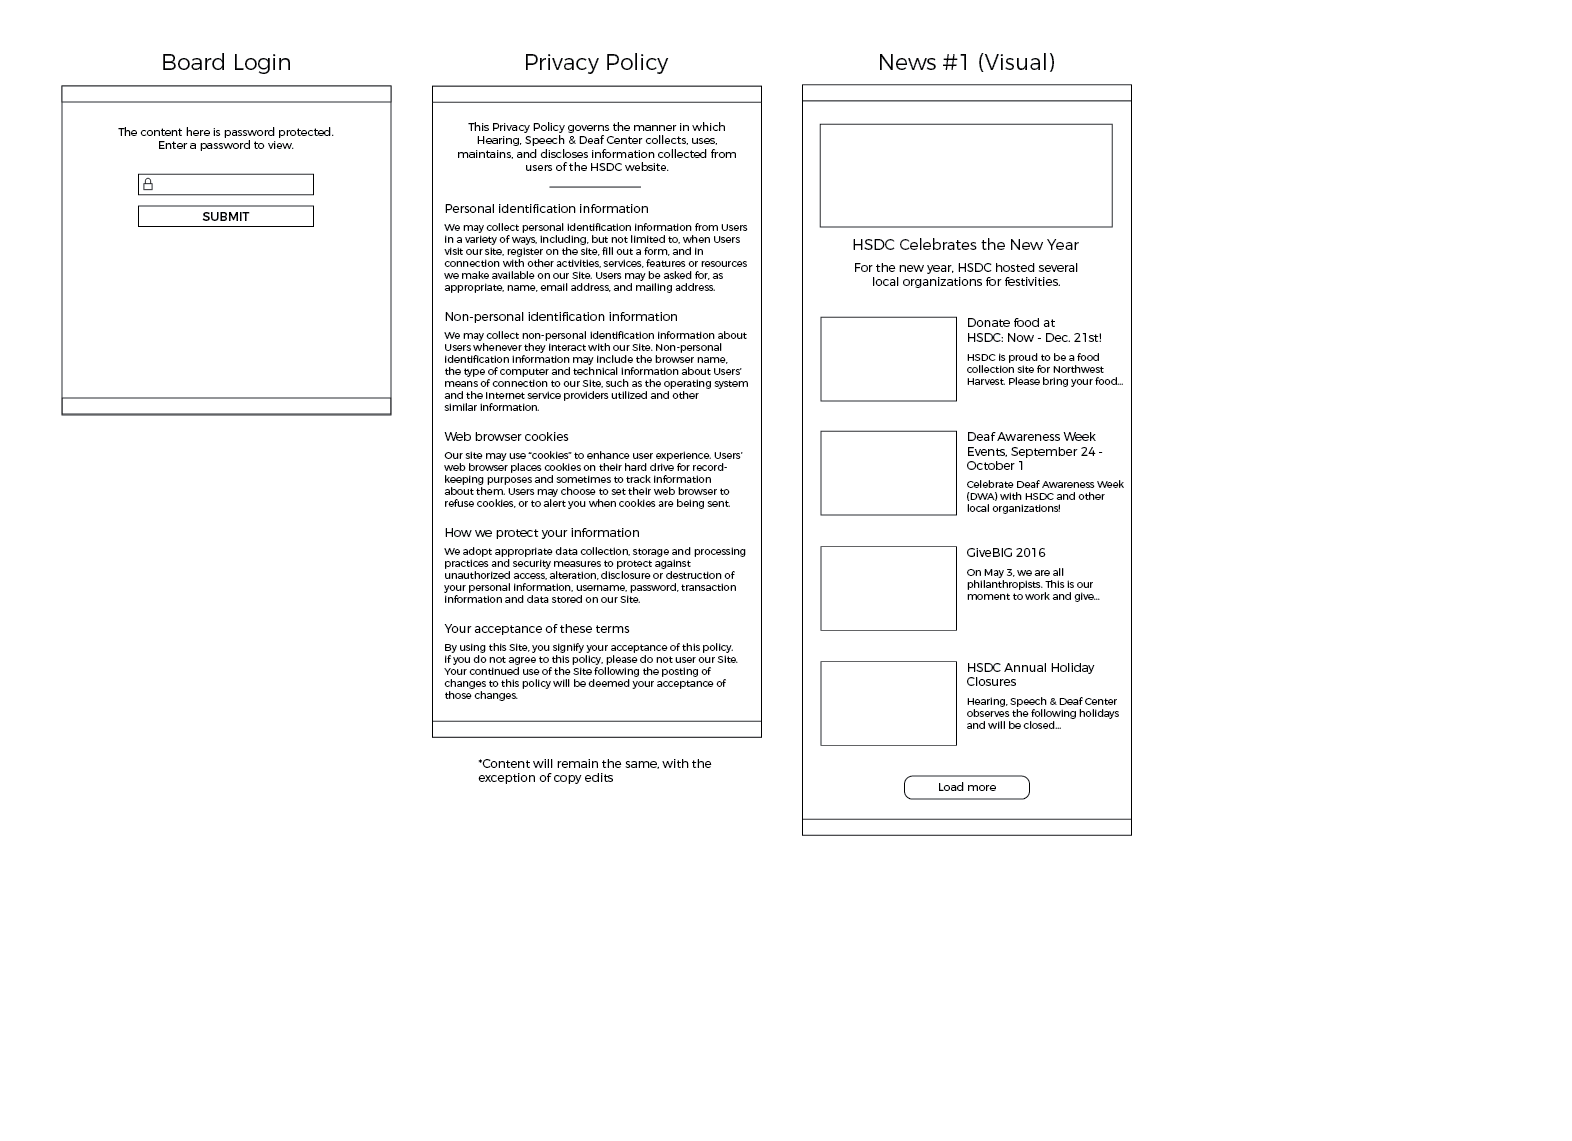 Board Login
The content here is password protected.
Enter a password to view.
SUBMIT
Privacy Policy
This Privacy Policy governs the manner in which
Hearing, Speech & Deaf Center collects, uses,
maintains, and discloses information collected from
users of the HSDC website.
Personal identification information
We may collect personal identification information from Users
in a variety of ways, including, but not limited to, when Users
visit our site, register on the site, fill out a form, and in
connection with other activities, services, features or resources
we make available on our Site. Users may be asked for, as
appropriate, name, email address, and mailing address.
Non-personal identification information
We may collect non-personal identification information about
Users whenever they interact with our Site. Non-personal
identification information may include the browser name,
the type of computer and technical information about Users'
means of connection to our Site, such as the operating system
and the Internet service providers utilized and other
similar information.
Web browser cookies
Our site may use “cookies” to enhance user experience. Users'
web browser places cookies on their hard drive for record-
keeping purposes and sometimes to track information
about them. Users may choose to set their web browser to
refuse cookies, or to alert you when cookies are being sent.
How we protect your information
We adopt appropriate data collection, storage and processing
practices and security measures to protect against
unauthorized access, alteration, disclosure or destruction of
your personal information, username, password, transaction
information and data stored on our Site.
Your acceptance of these terms
By using this Site, you signify your acceptance of this policy.
if you do not agree to this policy, please do not user our Site.
Your continued use of the Site following the posting of
changes to this policy will be deemed your acceptance of
those changes.
*Content will remain the same, with the
exception of copy edits
News #1 (Visual)
HSDC Celebrates the New Year
For the new year, HSDC hosted several
local organizations for festivities.
Donate food at
HSDC: Now - Dec. 21st!
HSDC is proud to be a food
collection site for Northwest
Harvest. Please bring your food...
Deaf Awareness Week
Events, September 24 -
October 1
Celebrate Deaf Awareness Week
(DWA) with HSDC and other
local organizations!
GiveBIG 2016
On May 3, we are all
philanthropists. This is our
moment to work and give...
HSDC Annual Holiday
Closures
Hearing, Speech & Deaf Center
observes the following holidays
and will be closed...
Load more